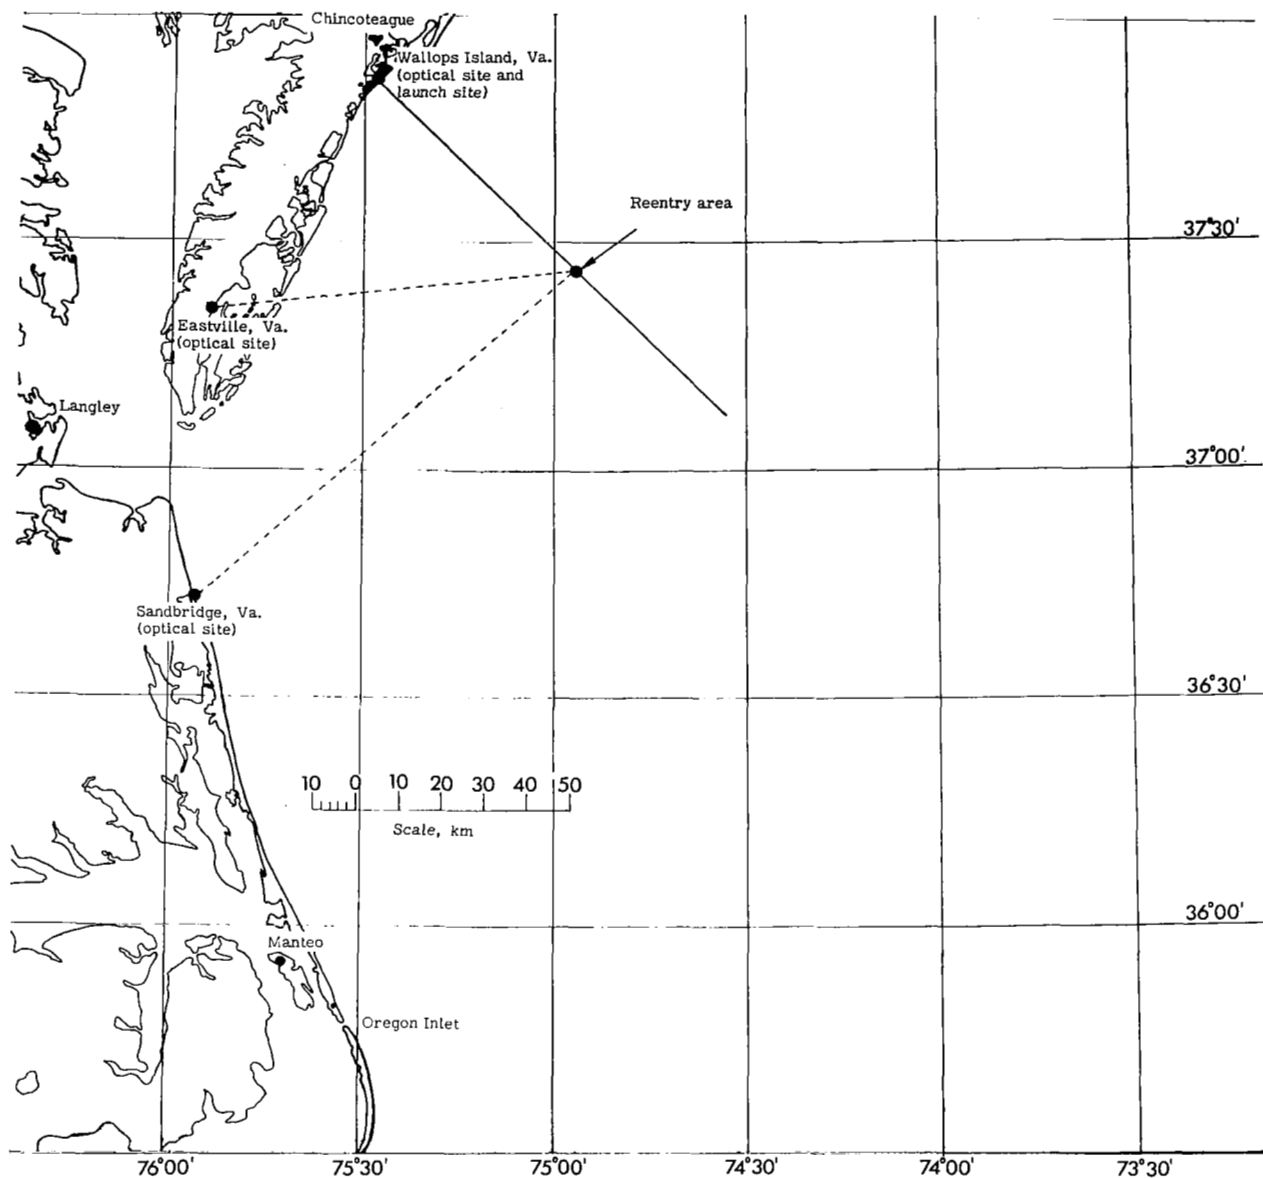 Chincoteague
Wallops Island, Va.
(optical site and
launch site)
Reentry area
37°30'
Eastville, Va.
(optical site)
Langley
37°00'
Sandbridge, Va.
(optical site)
36°30'
10 0 10 20 30 40 50
Scale, km
36°00'
Manteo
Oregon Inlet
76°00' 75°30' 75°00' 74°30' 74°00' 73°30'